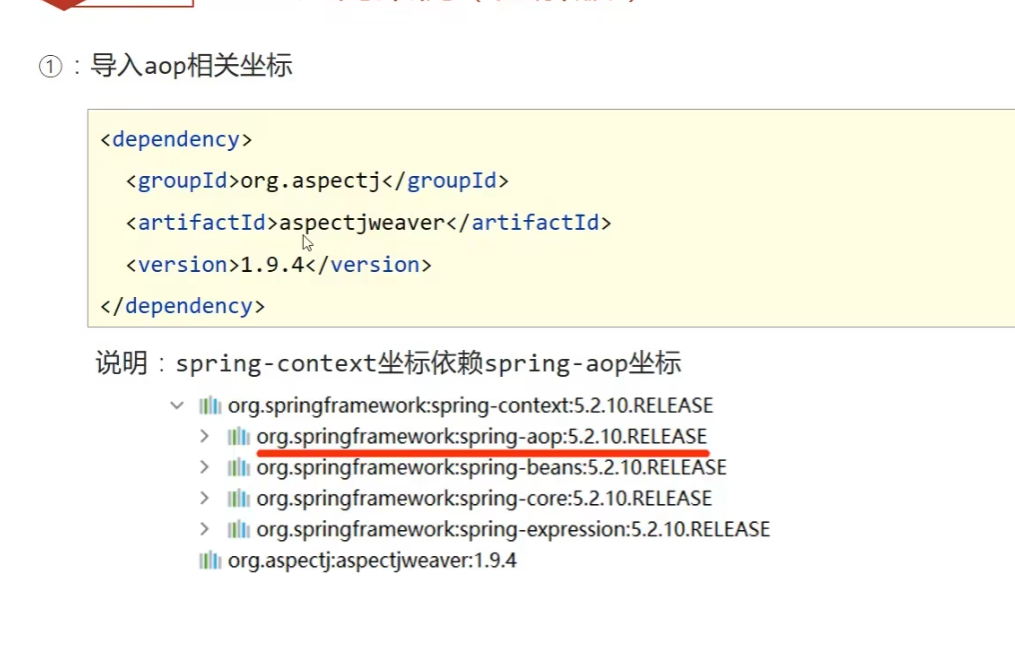 ①：导入aop相关坐标
<dependency>
<groupId>org.aspectj</groupId>
<artifactId>aspectjweaver</artifactId>
<version>1.9.4</version>
</dependency>
说明：spring-context坐标依赖spring-aop坐标
org.springframework:spring-context:5.2.10.RELEASE
org.springframework:spring-aop:5.2.10.RELEASE
org.springframework:spring-beans:5.2.10.RELEASE
org.springframework:spring-core:5.2.10.RELEASE
org.springframework:spring-expression:5.2.10.RELEASE
org.aspectj:aspectjweaver:1.9.4